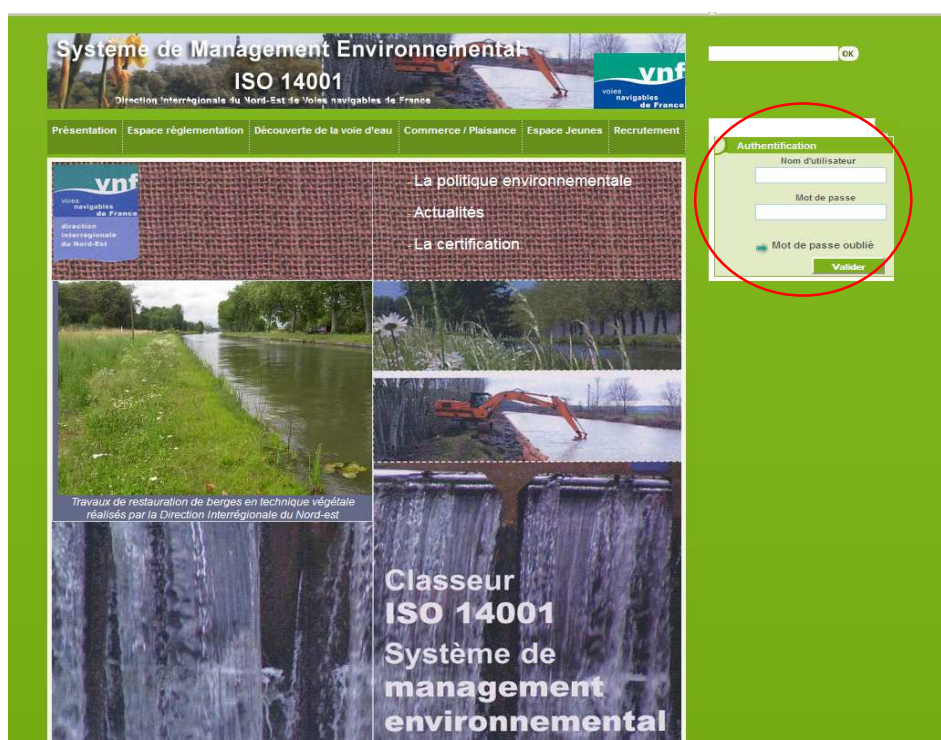 Système de Management Environnemental
ISO 14001
Direction Interrégionale du Nord-Est de Voies navigables de France
vnf
voies
navigables
de France
OK
Présentation
Espace règlementation
Découverte de la voie d'eau
Commerce / Plaisance
Espace Jeunes
Recrutement
Authentification
Nom d'utilisateur
Mot de passe
Mot de passe oublié
Valider
vnf
voies
navigables
de France
direction
interrégionale
du Nord-Est
- La politique environnementale
- Actualités
- La certification
Travaux de restauration de berges en technique végétale
réalisés par la Direction Interrégionale du Nord-est
Classeur
ISO 14001
Système de
management
environnemental